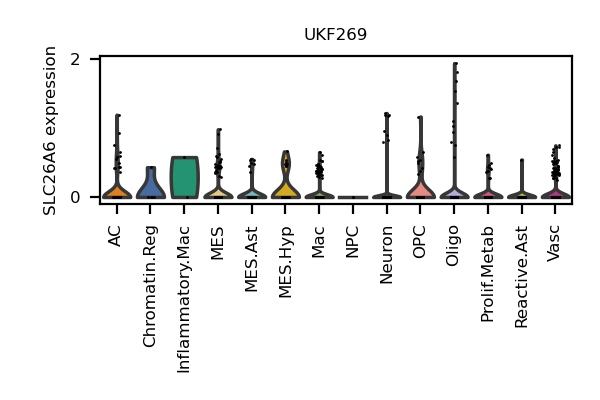 UKF269
SLC26A6 expression
2
0
AC
Chromatin.Reg
Inflammatory.Mac
MES
MES.Ast
MES.Hyp
Mac
NPC
Neuron
OPC
Oligo
Prolif.Metab
Reactive.Ast
Vasc